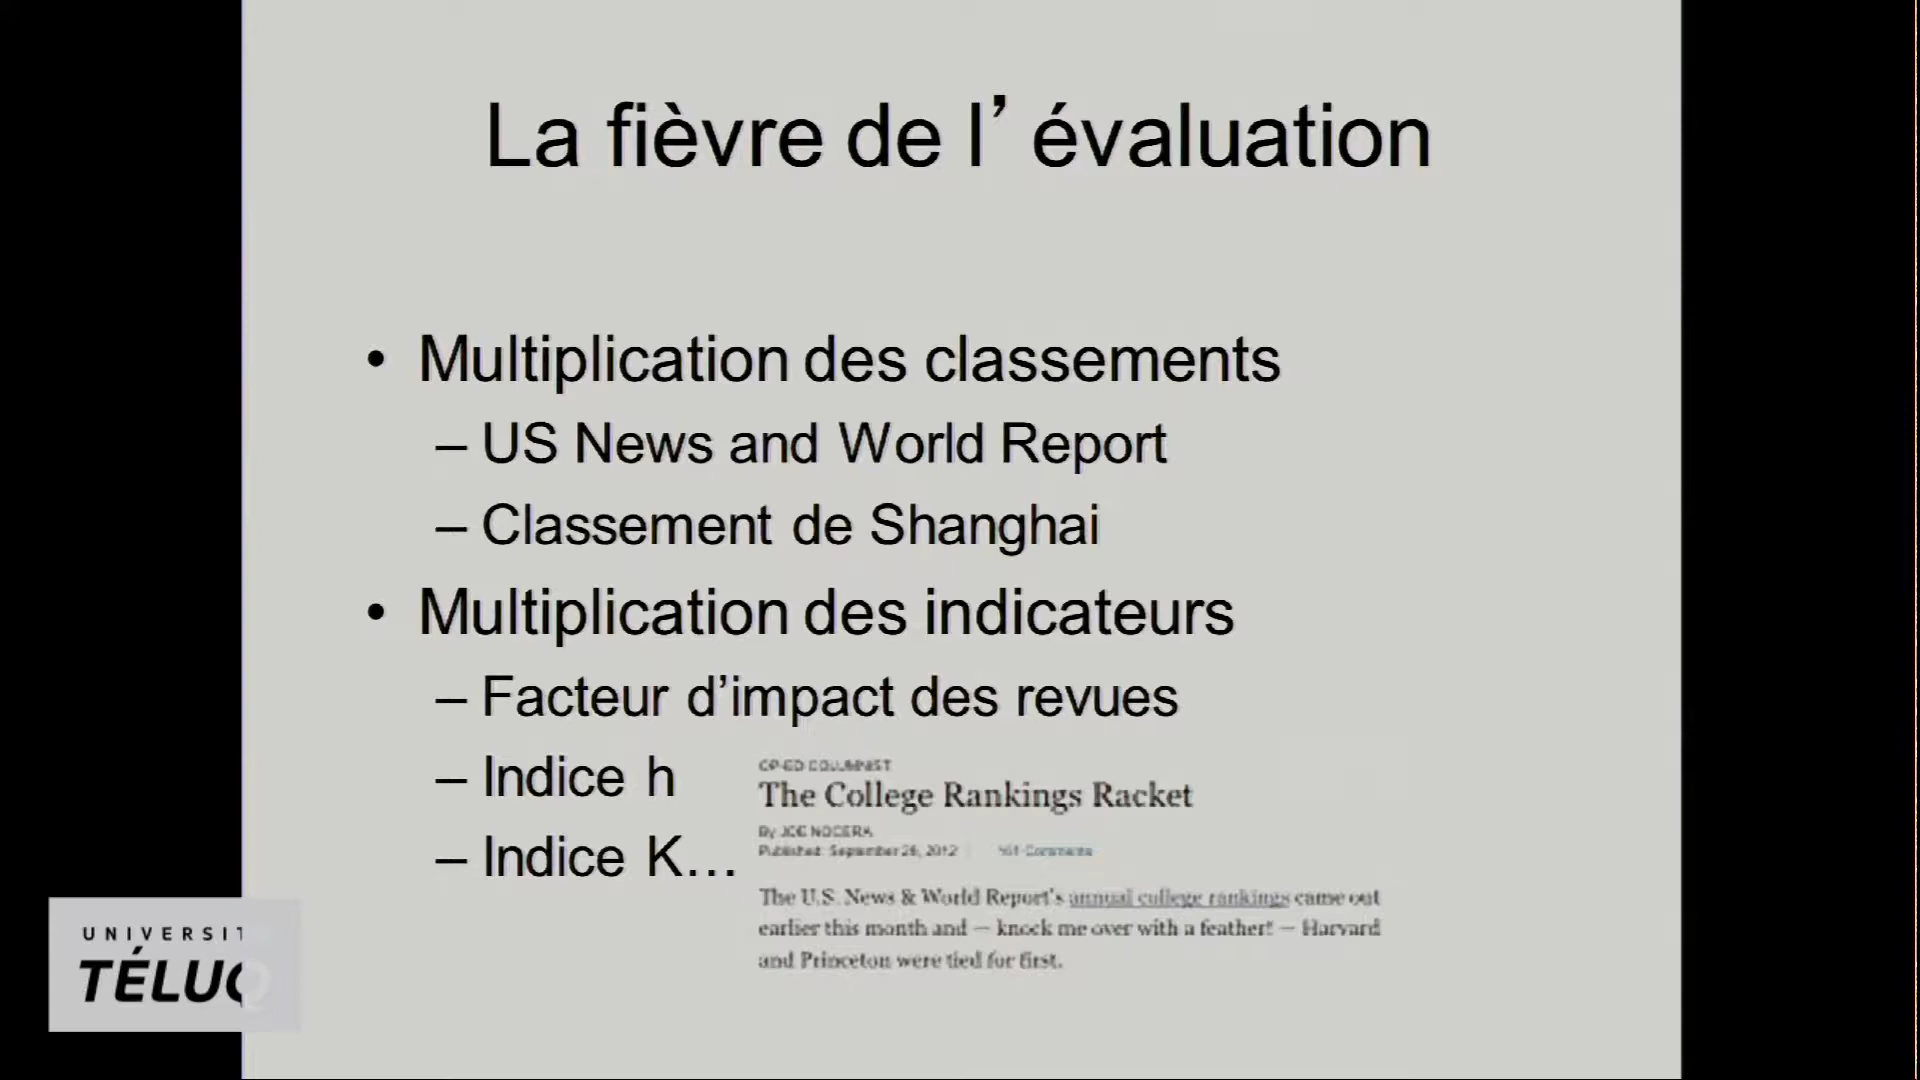 La fièvre de l’évaluation
• Multiplication des classements
– US News and World Report
– Classement de Shanghai
• Multiplication des indicateurs
– Facteur d’impact des revues
– Indice h
– Indice K…
OP-ED COLUMNIST
The College Rankings Racket
By JOE NOCERA
Published: September 28, 2012 Comments
The U.S. News & World Report's annual college rankings came out
earlier this month and — knock me over with a feather! — Harvard
and Princeton were tied for first.
UNIVERSIT
TÉLUQ